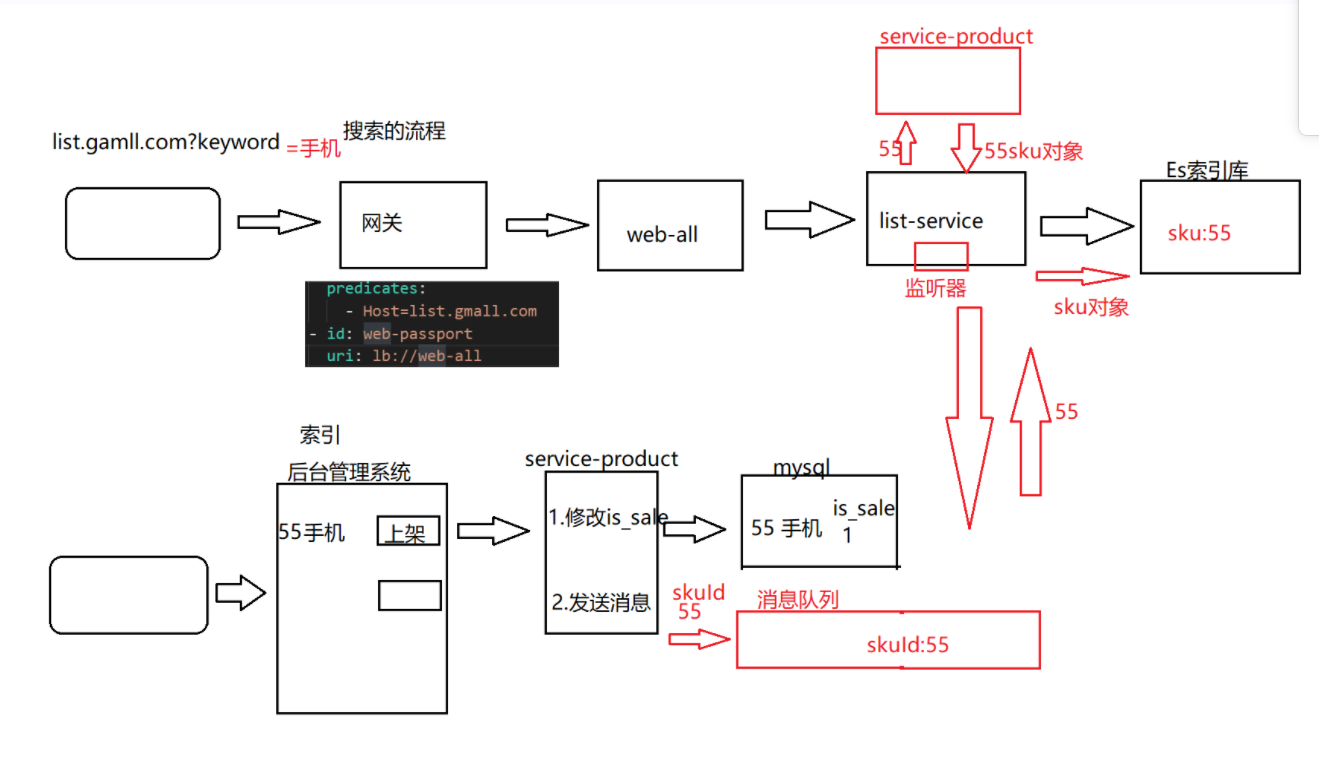 service-product
搜索的流程
list.gamll.com?keyword =手机
55
55sku对象
Es索引库
网关
web-all
list-service
sku:55
监听器
sku对象
predicates:
- Host=list.gmall.com
- id: web-passport
uri: lb://web-all
55
索引
后台管理系统
service-product
mysql
55手机
上架
1.修改is_sale
55 手机
is_sale
1
2.发送消息
skuId
55
消息队列
skuId:55